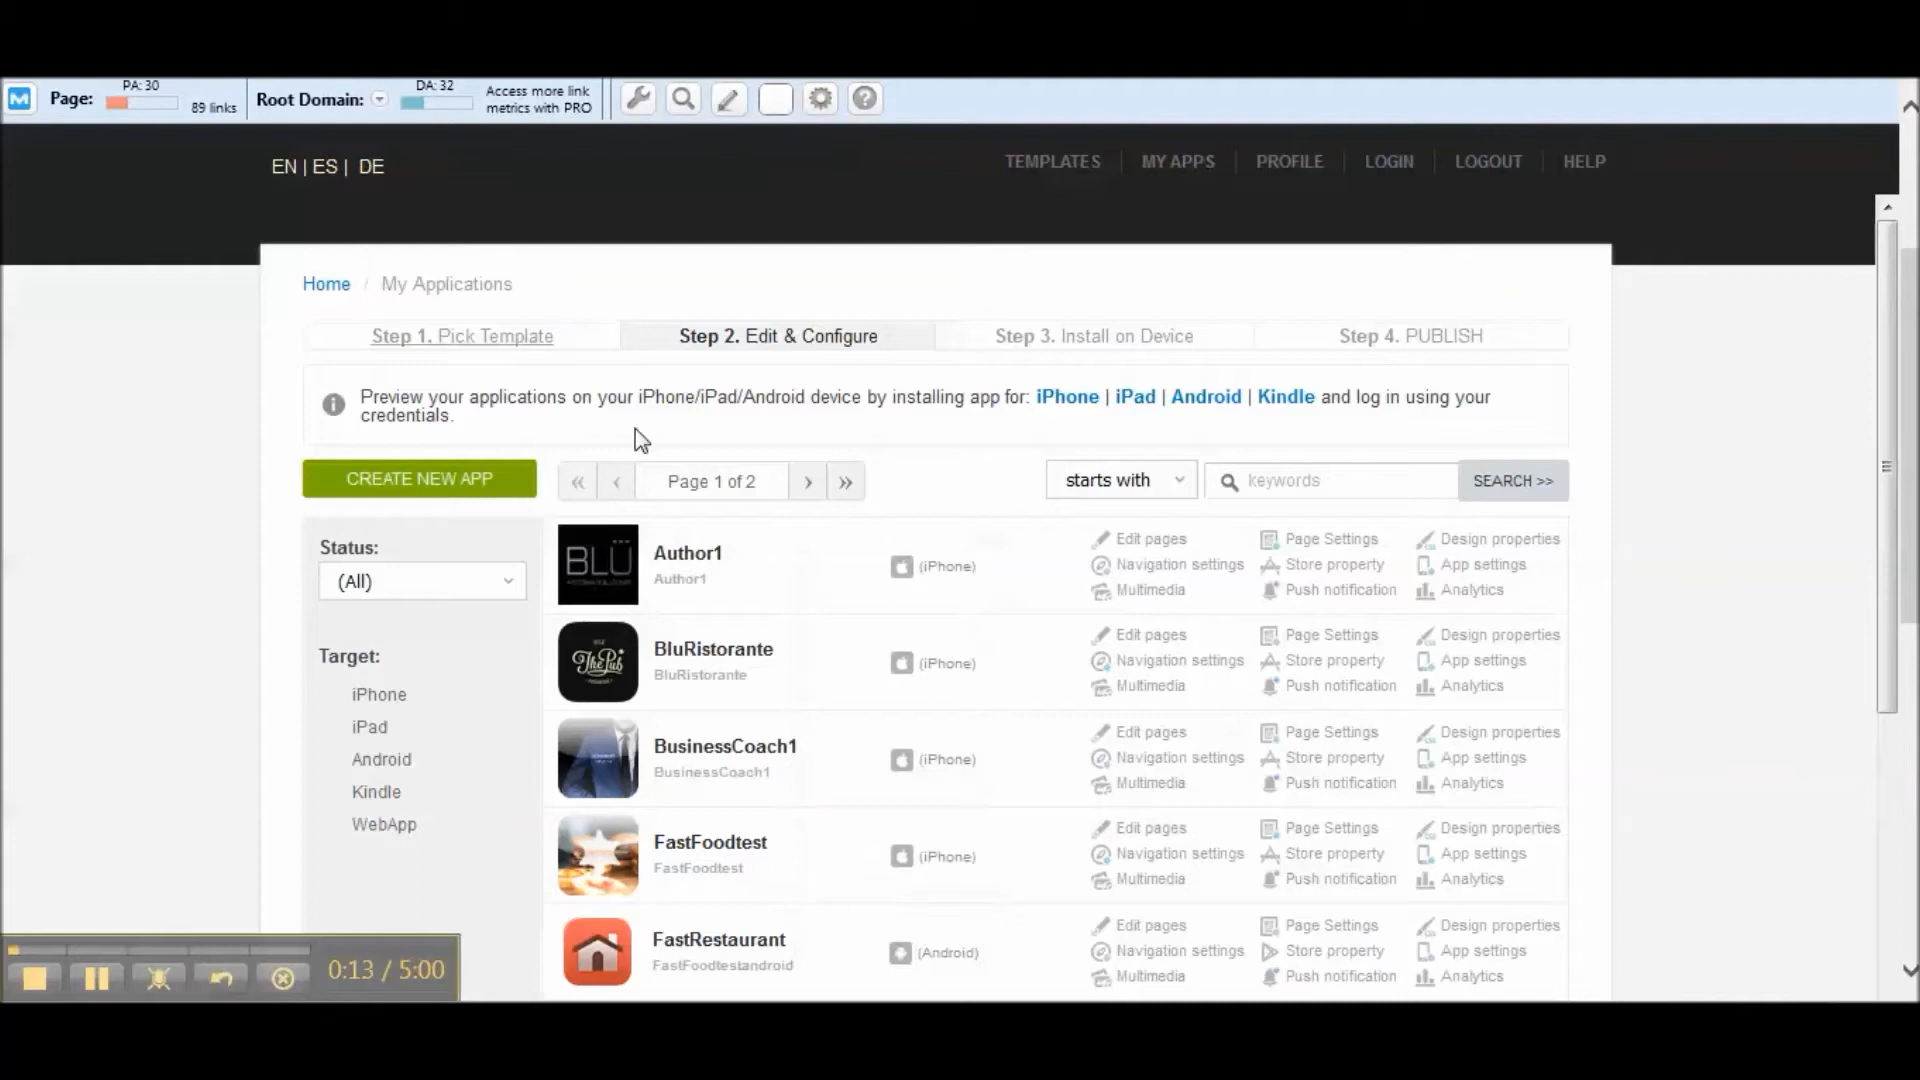 PA: 30
Page:
89 links
Root Domain:
DA: 32
Access more link
metrics with PRO
EN | ES | DE
TEMPLATES
MY APPS
PROFILE
LOGIN
LOGOUT
HELP
Home / My Applications
Step 1. Pick Template
Step 2. Edit & Configure
Step 3. Install on Device
Step 4. PUBLISH
Preview your applications on your iPhone/iPad/Android device by installing app for: iPhone | iPad | Android | Kindle and log in using your
credentials.
CREATE NEW APP
« ‹ Page 1 of 2 › »
starts with
keywords
SEARCH >>
Status:
(All)
Target:
iPhone
iPad
Android
Kindle
WebApp
BLU
Author1
Author1
(iPhone)
Edit pages
Page Settings
Design properties
Navigation settings
Store property
App settings
Multimedia
Push notification
Analytics
The Pub
BluRistorante
BluRistorante
(iPhone)
Edit pages
Page Settings
Design properties
Navigation settings
Store property
App settings
Multimedia
Push notification
Analytics
BusinessCoach1
BusinessCoach1
(iPhone)
Edit pages
Page Settings
Design properties
Navigation settings
Store property
App settings
Multimedia
Push notification
Analytics
FastFoodtest
FastFoodtest
(iPhone)
Edit pages
Page Settings
Design properties
Navigation settings
Store property
App settings
Multimedia
Push notification
Analytics
FastRestaurant
FastFoodtestandroid
(Android)
Edit pages
Page Settings
Design properties
Navigation settings
Store property
App settings
Multimedia
Push notification
Analytics
0:13 / 5:00